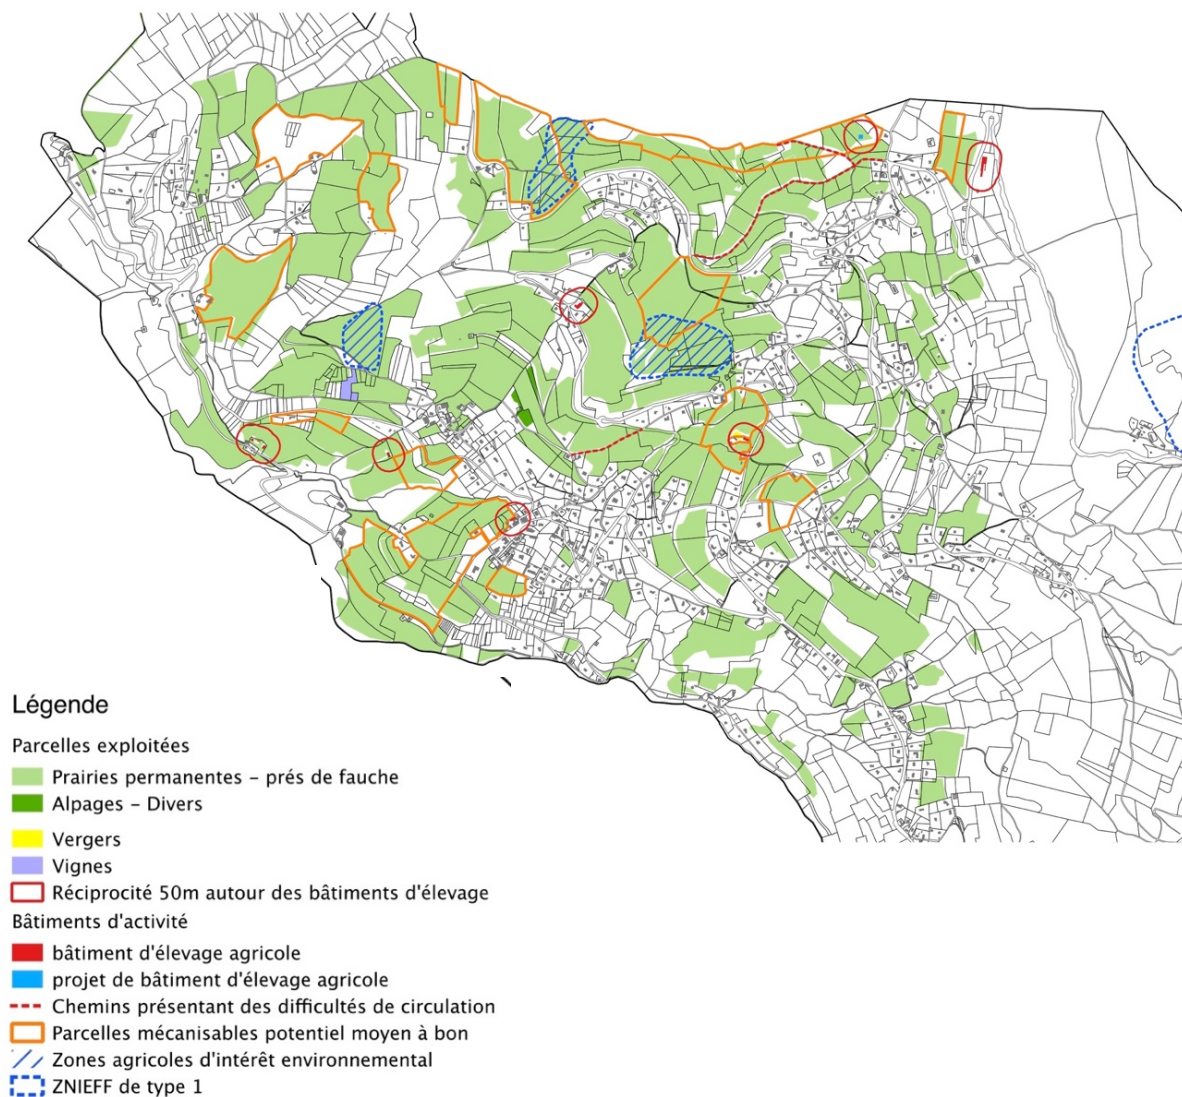 Légende
Parcelles exploitées
Prairies permanentes – prés de fauche
Alpages – Divers
Vergers
Vignes
Réciprocité 50m autour des bâtiments d'élevage
Bâtiments d'activité
bâtiment d'élevage agricole
projet de bâtiment d'élevage agricole
Chemins présentant des difficultés de circulation
Parcelles mécanisables potentiel moyen à bon
Zones agricoles d'intérêt environnemental
ZNIEFF de type 1